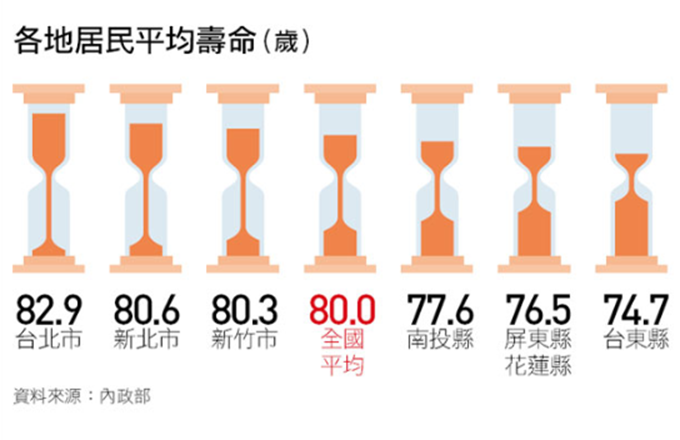 各地居民平均壽命(歲)
82.9 80.6 80.3 80.0 77.6 76.5 74.7
台北市 新北市 新竹市 全國 南投縣 屏東縣 台東縣
平均 花蓮縣
資料來源：內政部